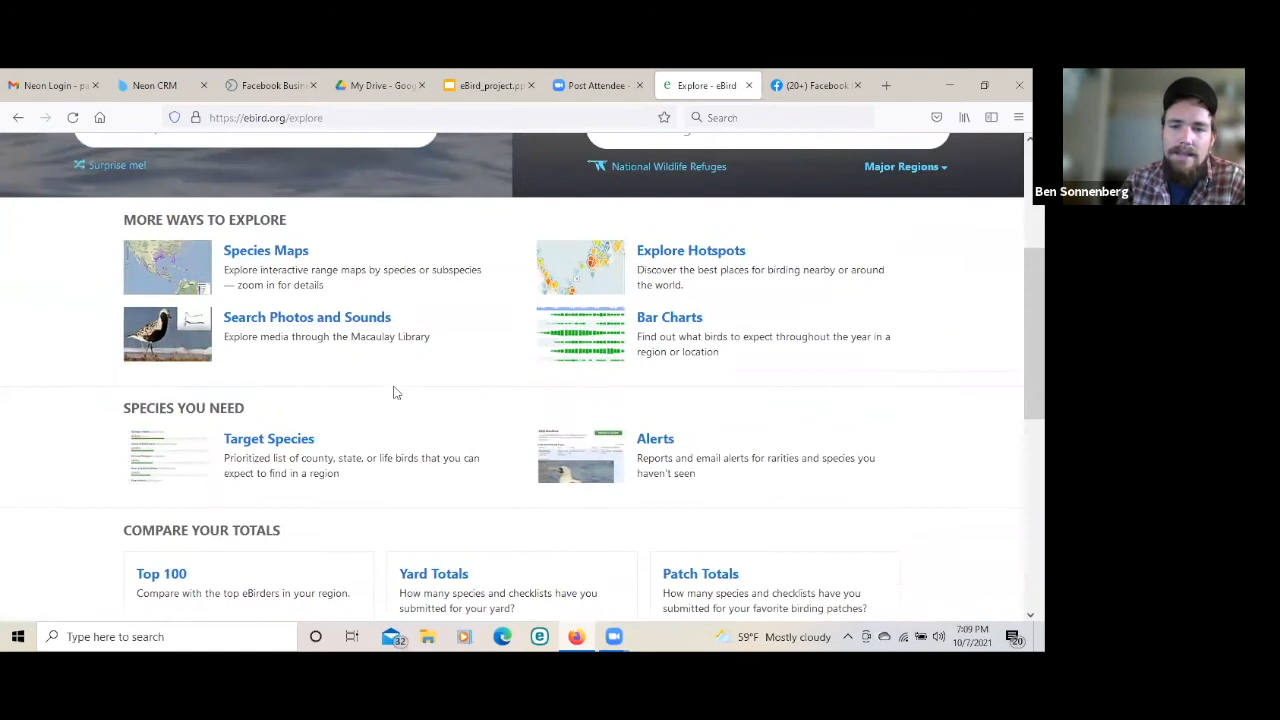 Neon Login - pa
Neon CRM
Facebook Busine
My Drive - Goog
eBird_project.pp
Post Attendee -
Explore - eBird
(20+) Facebook
https://ebird.org/explore
Search
Surprise me!
National Wildlife Refuges
Major Regions
Ben Sonnenberg
MORE WAYS TO EXPLORE
Species Maps
Explore interactive range maps by species or subspecies
— zoom in for details
Explore Hotspots
Discover the best places for birding nearby or around
the world.
Search Photos and Sounds
Explore media through the Macaulay Library
Bar Charts
Find out what birds to expect throughout the year in a
region or location
SPECIES YOU NEED
Target Species
Prioritized list of county, state, or life birds that you can
expect to find in a region
Alerts
Reports and email alerts for rarities and species you
haven't seen
COMPARE YOUR TOTALS
Top 100
Compare with the top eBirders in your region.
Yard Totals
How many species and checklists have you
submitted for your yard?
Patch Totals
How many species and checklists have you
submitted for your favorite birding patches?
Type here to search
32
59°F Mostly cloudy
7:09 PM
10/7/2021
20